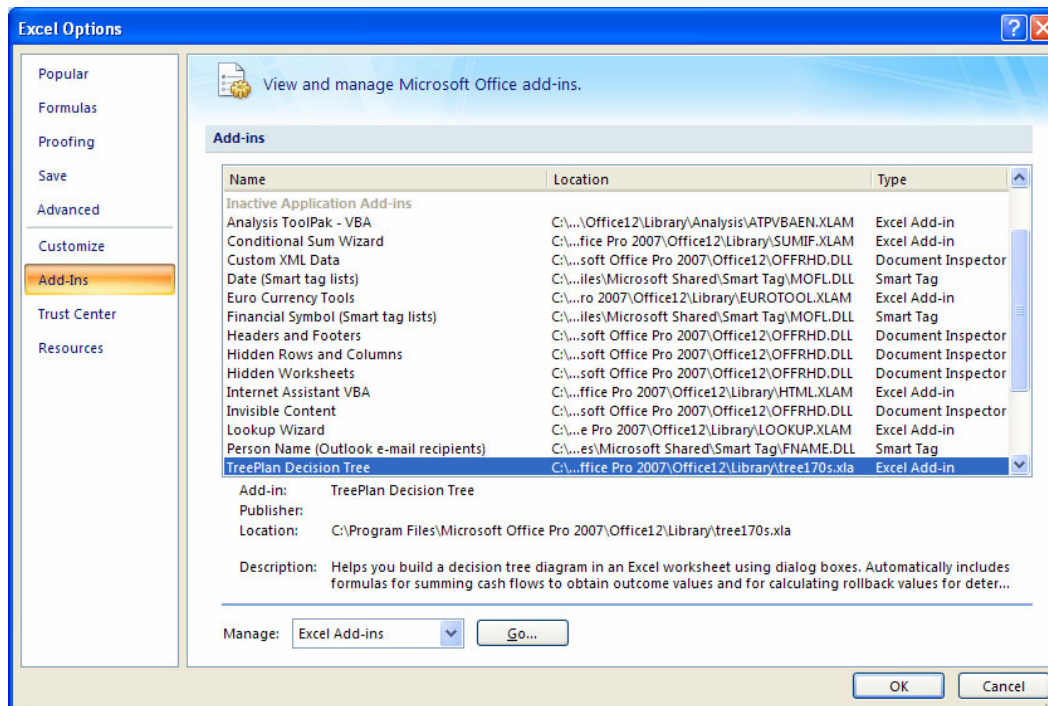 Excel Options
Popular
Formulas
Proofing
Save
Advanced
Customize
Add-Ins
Trust Center
Resources
View and manage Microsoft Office add-ins.
Add-ins
Name Location Type
Inactive Application Add-ins
Analysis ToolPak - VBA C:\...\Office12\Library\Analysis\ATPVBAEN.XLAM Excel Add-in
Conditional Sum Wizard C:\...fice Pro 2007\Office12\Library\SUMIF.XLAM Excel Add-in
Custom XML Data C:\...soft Office Pro 2007\Office12\OFFRHD.DLL Document Inspector
Date (Smart tag lists) C:\...iles\Microsoft Shared\Smart Tag\MOFL.DLL Smart Tag
Euro Currency Tools C:\...ro 2007\Office12\Library\EUROTOOL.XLAM Excel Add-in
Financial Symbol (Smart tag lists) C:\...iles\Microsoft Shared\Smart Tag\MOFL.DLL Smart Tag
Headers and Footers C:\...soft Office Pro 2007\Office12\OFFRHD.DLL Document Inspector
Hidden Rows and Columns C:\...soft Office Pro 2007\Office12\OFFRHD.DLL Document Inspector
Hidden Worksheets C:\...soft Office Pro 2007\Office12\OFFRHD.DLL Document Inspector
Internet Assistant VBA C:\...ffice Pro 2007\Office12\Library\HTML.XLAM Excel Add-in
Invisible Content C:\...soft Office Pro 2007\Office12\OFFRHD.DLL Document Inspector
Lookup Wizard C:\...e Pro 2007\Office12\Library\LOOKUP.XLAM Excel Add-in
Person Name (Outlook e-mail recipients) C:\...es\Microsoft Shared\Smart Tag\FNAME.DLL Smart Tag
TreePlan Decision Tree C:\...ffice Pro 2007\Office12\Library\tree170s.xla Excel Add-in
Add-in: TreePlan Decision Tree
Publisher:
Location: C:\Program Files\Microsoft Office Pro 2007\Office12\Library\tree170s.xla
Description: Helps you build a decision tree diagram in an Excel worksheet using dialog boxes. Automatically includes
formulas for summing cash flows to obtain outcome values and for calculating rollback values for deter...
Manage: Excel Add-ins Go...
OK Cancel